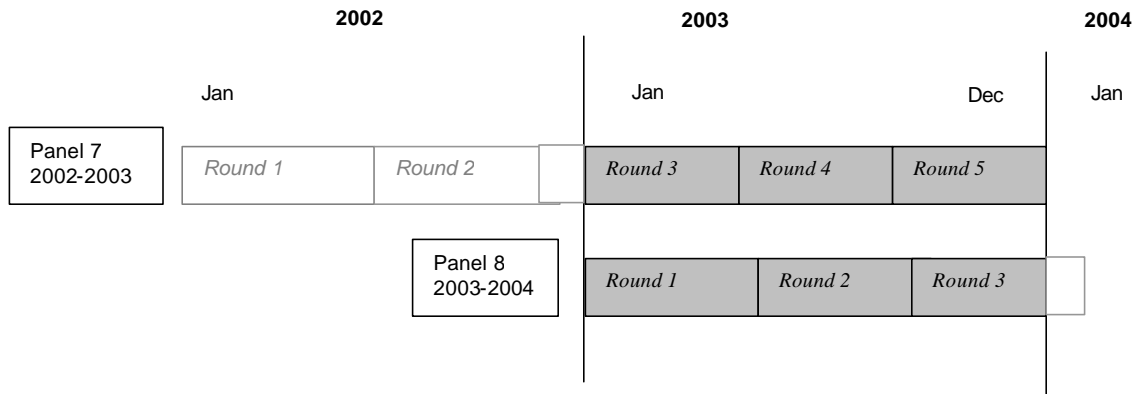 2002 2003 2004
Jan Jan Dec Jan
Panel 7
2002-2003
Round 1 Round 2 Round 3 Round 4 Round 5
Panel 8
2003-2004
Round 1 Round 2 Round 3